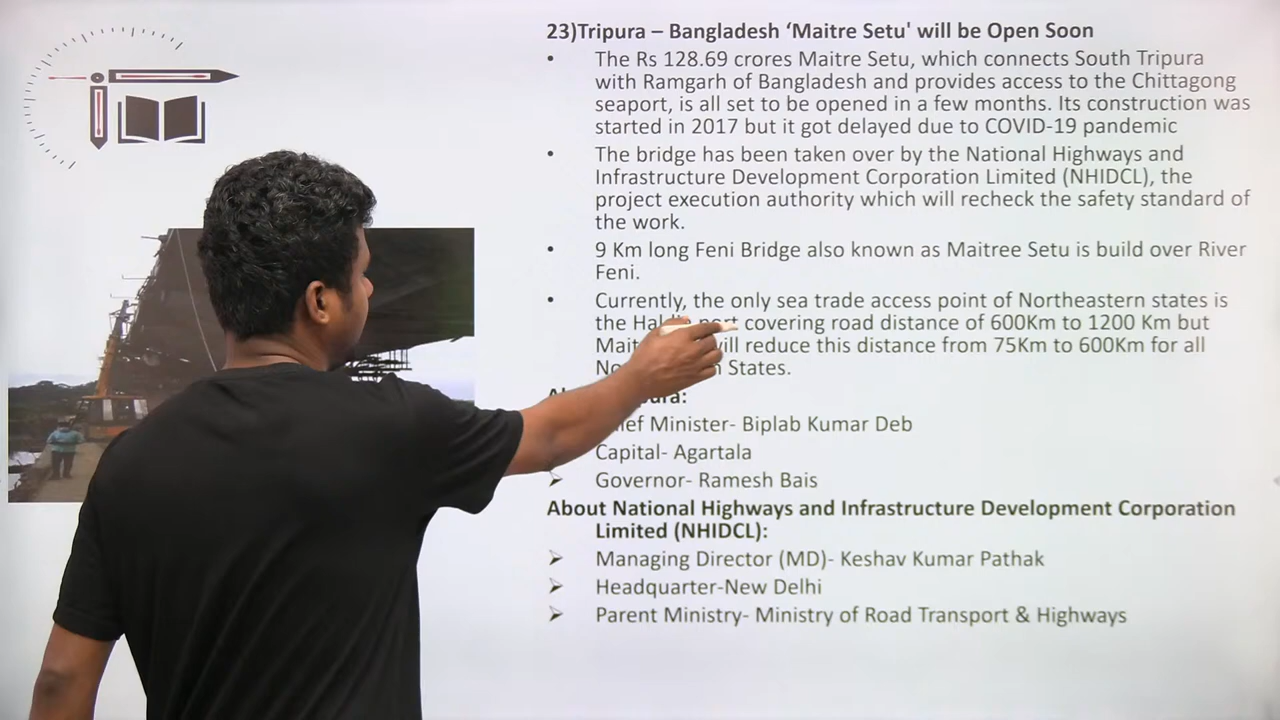 23)Tripura – Bangladesh ‘Maitre Setu' will be Open Soon
• The Rs 128.69 crores Maitre Setu, which connects South Tripura
with Ramgarh of Bangladesh and provides access to the Chittagong
seaport, is all set to be opened in a few months. Its construction was
started in 2017 but it got delayed due to COVID-19 pandemic
• The bridge has been taken over by the National Highways and
Infrastructure Development Corporation Limited (NHIDCL), the
project execution authority which will recheck the safety standard of
the work.
• 9 Km long Feni Bridge also known as Maitree Setu is build over River
Feni.
• Currently, the only sea trade access point of Northeastern states is
the port covering road distance of 600Km to 1200 Km but
will reduce this distance from 75Km to 600Km for all
States.
Minister- Biplab Kumar Deb
Capital- Agartala
➢ Governor- Ramesh Bais
About National Highways and Infrastructure Development Corporation
Limited (NHIDCL):
➢ Managing Director (MD)- Keshav Kumar Pathak
➢ Headquarter-New Delhi
➢ Parent Ministry- Ministry of Road Transport & Highways